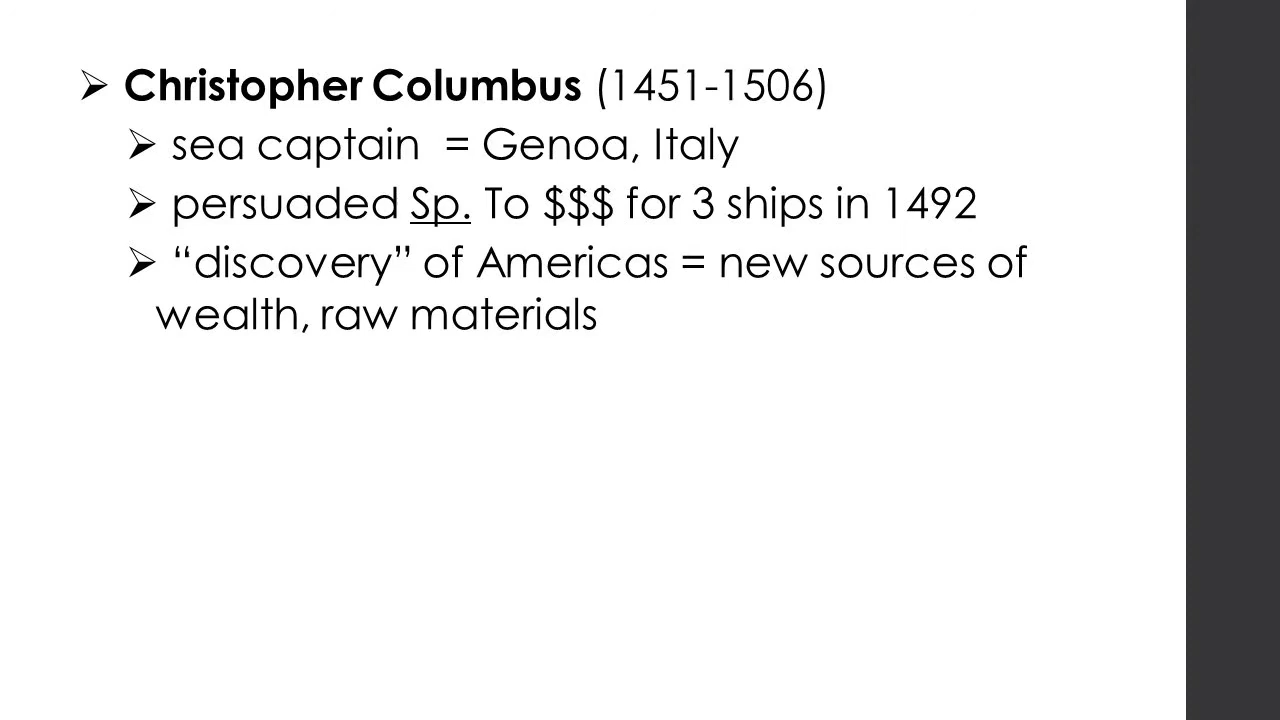 ➢ Christopher Columbus (1451-1506)
➢ sea captain = Genoa, Italy
➢ persuaded Sp. To $$$ for 3 ships in 1492
➢ “discovery” of Americas = new sources of
wealth, raw materials